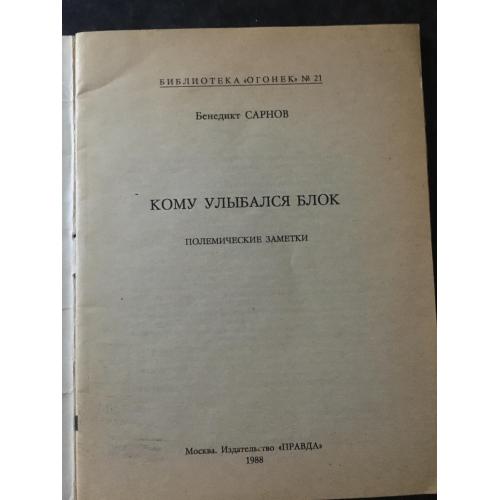 БИБЛИОТЕКА «ОГОНЕК» № 21
Бенедикт САРНОВ
КОМУ УЛЫБАЛСЯ БЛОК
ПОЛЕМИЧЕСКИЕ ЗАМЕТКИ
Москва. Издательство «ПРАВДА»
1988